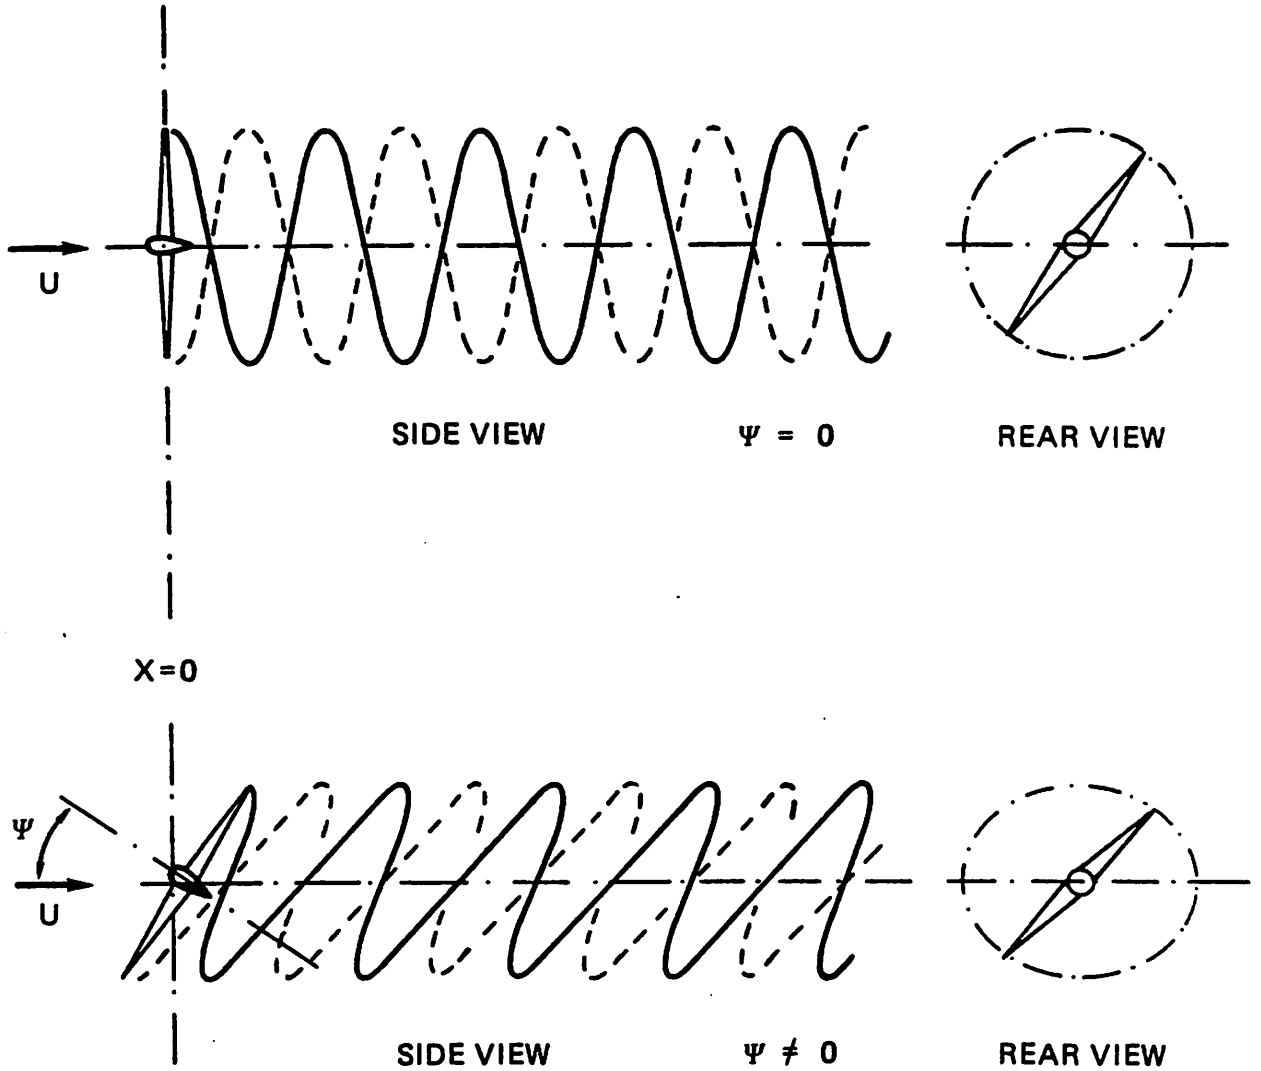 U
SIDE VIEW
Ψ = 0
REAR VIEW
X=0
Ψ
U
SIDE VIEW
Ψ ≠ 0
REAR VIEW